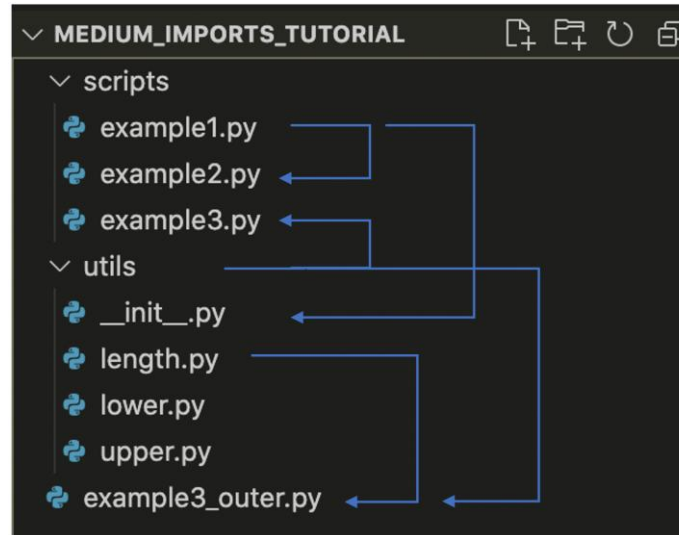 MEDIUM_IMPORTS_TUTORIAL
scripts
example1.py
example2.py
example3.py
utils
__init__.py
length.py
lower.py
upper.py
example3_outer.py